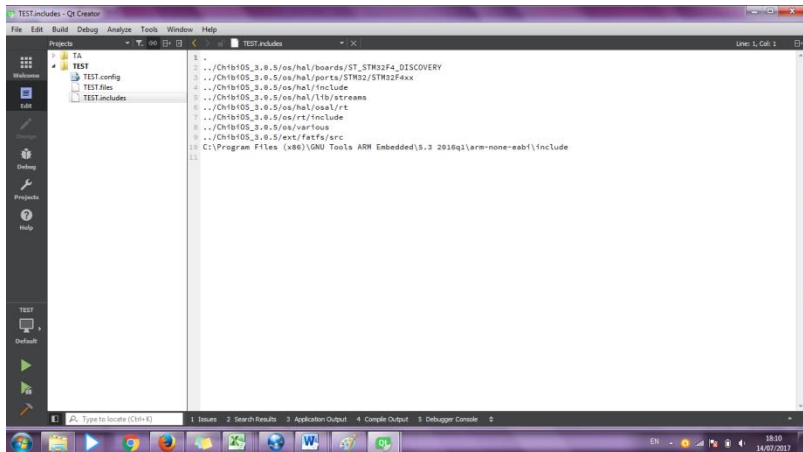 TEST.includes - Qt Creator
File Edit Build Debug Analyze Tools Window Help
Projects
TEST.includes
Line: 1, Col: 1
TA
TEST
TEST.config
TEST.files
TEST.includes
Welcome
Edit
Design
Debug
Projects
Help
TEST
Default
1 .
2 ../ChibiOS_3.0.5/os/hal/boards/ST_STM32F4_DISCOVERY
3 ../ChibiOS_3.0.5/os/hal/ports/STM32/STM32F4xx
4 ../ChibiOS_3.0.5/os/hal/include
5 ../ChibiOS_3.0.5/os/hal/lib/streams
6 ../ChibiOS_3.0.5/os/hal/osal/rt
7 ../ChibiOS_3.0.5/os/rt/include
8 ../ChibiOS_3.0.5/os/various
9 ../ChibiOS_3.0.5/ext/fatfs/src
10 C:\Program Files (x86)\GNU Tools ARM Embedded\5.3 2016q1\arm-none-eabi\include
11
Type to locate (Ctrl+K)
1 Issues 2 Search Results 3 Application Output 4 Compile Output 5 Debugger Console
EN
18:10
14/07/2017